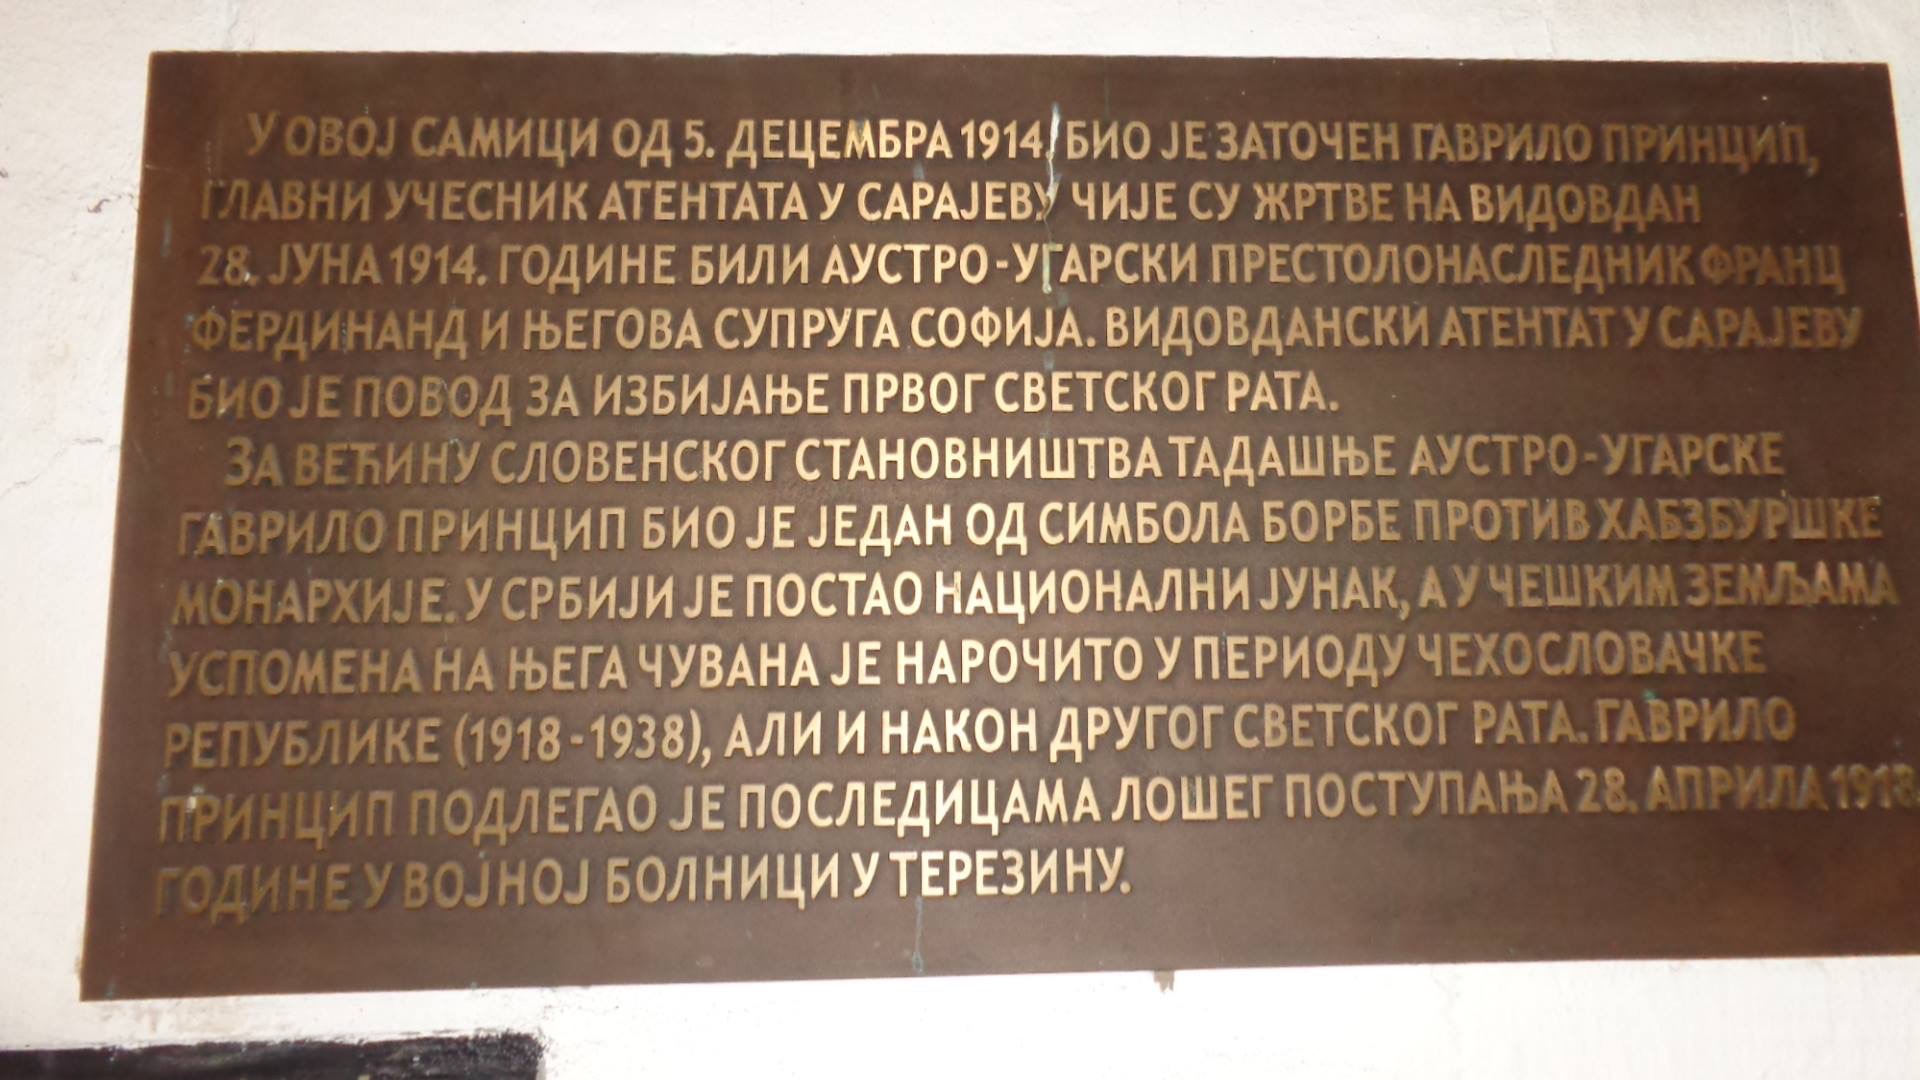 У ОВОЈ САМИЦИ ОД 5. ДЕЦЕМБРА 1914. БИО ЈЕ ЗАТОЧЕН ГАВРИЛО ПРИНЦИП,
ГЛАВНИ УЧЕСНИК АТЕНТАТА У САРАЈЕВУ ЧИЈЕ СУ ЖРТВЕ НА ВИДОВДАН
28. ЈУНА 1914. ГОДИНЕ БИЛИ АУСТРО-УГАРСКИ ПРЕСТОЛОНАСЛЕДНИК ФРАНЦ
ФЕРДИНАНД И ЊЕГОВА СУПРУГА СОФИЈА. ВИДОВДАНСКИ АТЕНТАТ У САРАЈЕВУ
БИО ЈЕ ПОВОД ЗА ИЗБИЈАЊЕ ПРВОГ СВЕТСКОГ РАТА.
ЗА ВЕЋИНУ СЛОВЕНСКОГ СТАНОВНИШТВА ТАДАШЊЕ АУСТРО-УГАРСКЕ
ГАВРИЛО ПРИНЦИП БИО ЈЕ ЈЕДАН ОД СИМБОЛА БОРБЕ ПРОТИВ ХАБЗБУРШКЕ
МОНАРХИЈЕ. У СРБИЈИ ЈЕ ПОСТАО НАЦИОНАЛНИ ЈУНАК, А У ЧЕШКИМ ЗЕМЉАМА
УСПОМЕНА НА ЊЕГА ЧУВАНА ЈЕ НАРОЧИТО У ПЕРИОДУ ЧЕХОСЛОВАЧКЕ
РЕПУБЛИКЕ (1918-1938), АЛИ И НАКОН ДРУГОГ СВЕТСКОГ РАТА. ГАВРИЛО
ПРИНЦИП ПОДЛЕГАО ЈЕ ПОСЛЕДИЦАМА ЛОШЕГ ПОСТУПАЊА 28. АПРИЛА 1918.
ГОДИНЕ У ВОЈНОЈ БОЛНИЦИ У ТЕРЕЗИНУ.